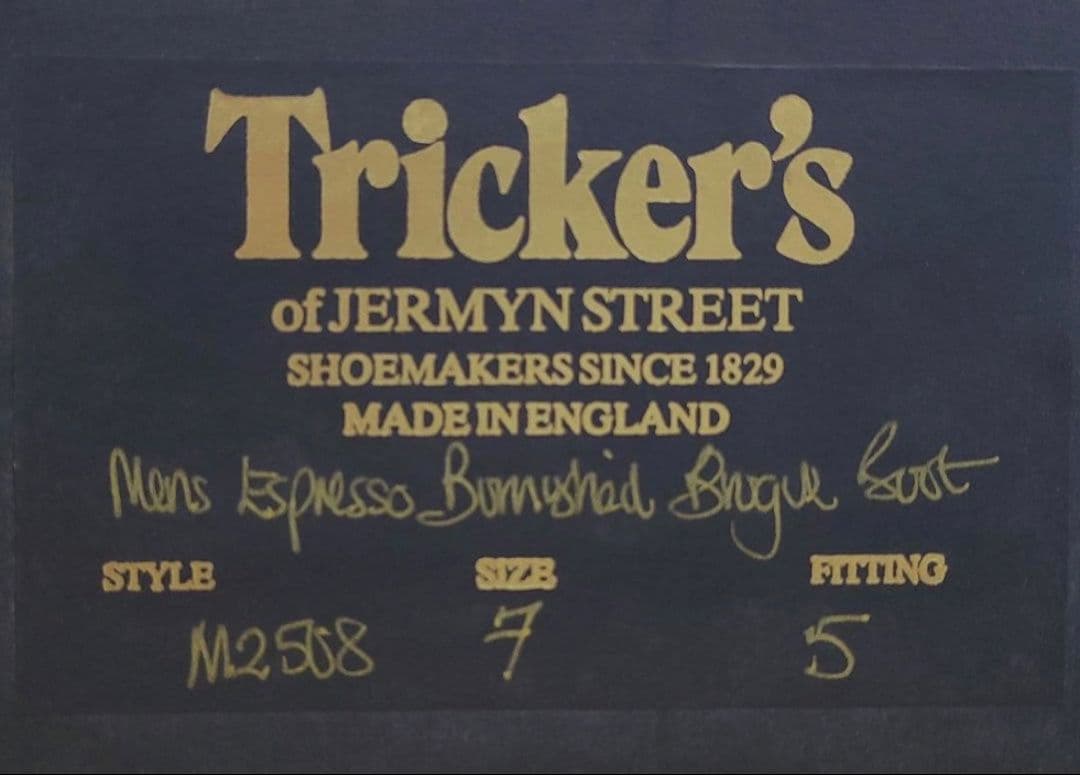 Tricker's
of JERMYN STREET
SHOEMAKERS SINCE 1829
MADE IN ENGLAND
Mens Espresso Burnished Brogue Boot
STYLE SIZE FITTING
M2508 7 5